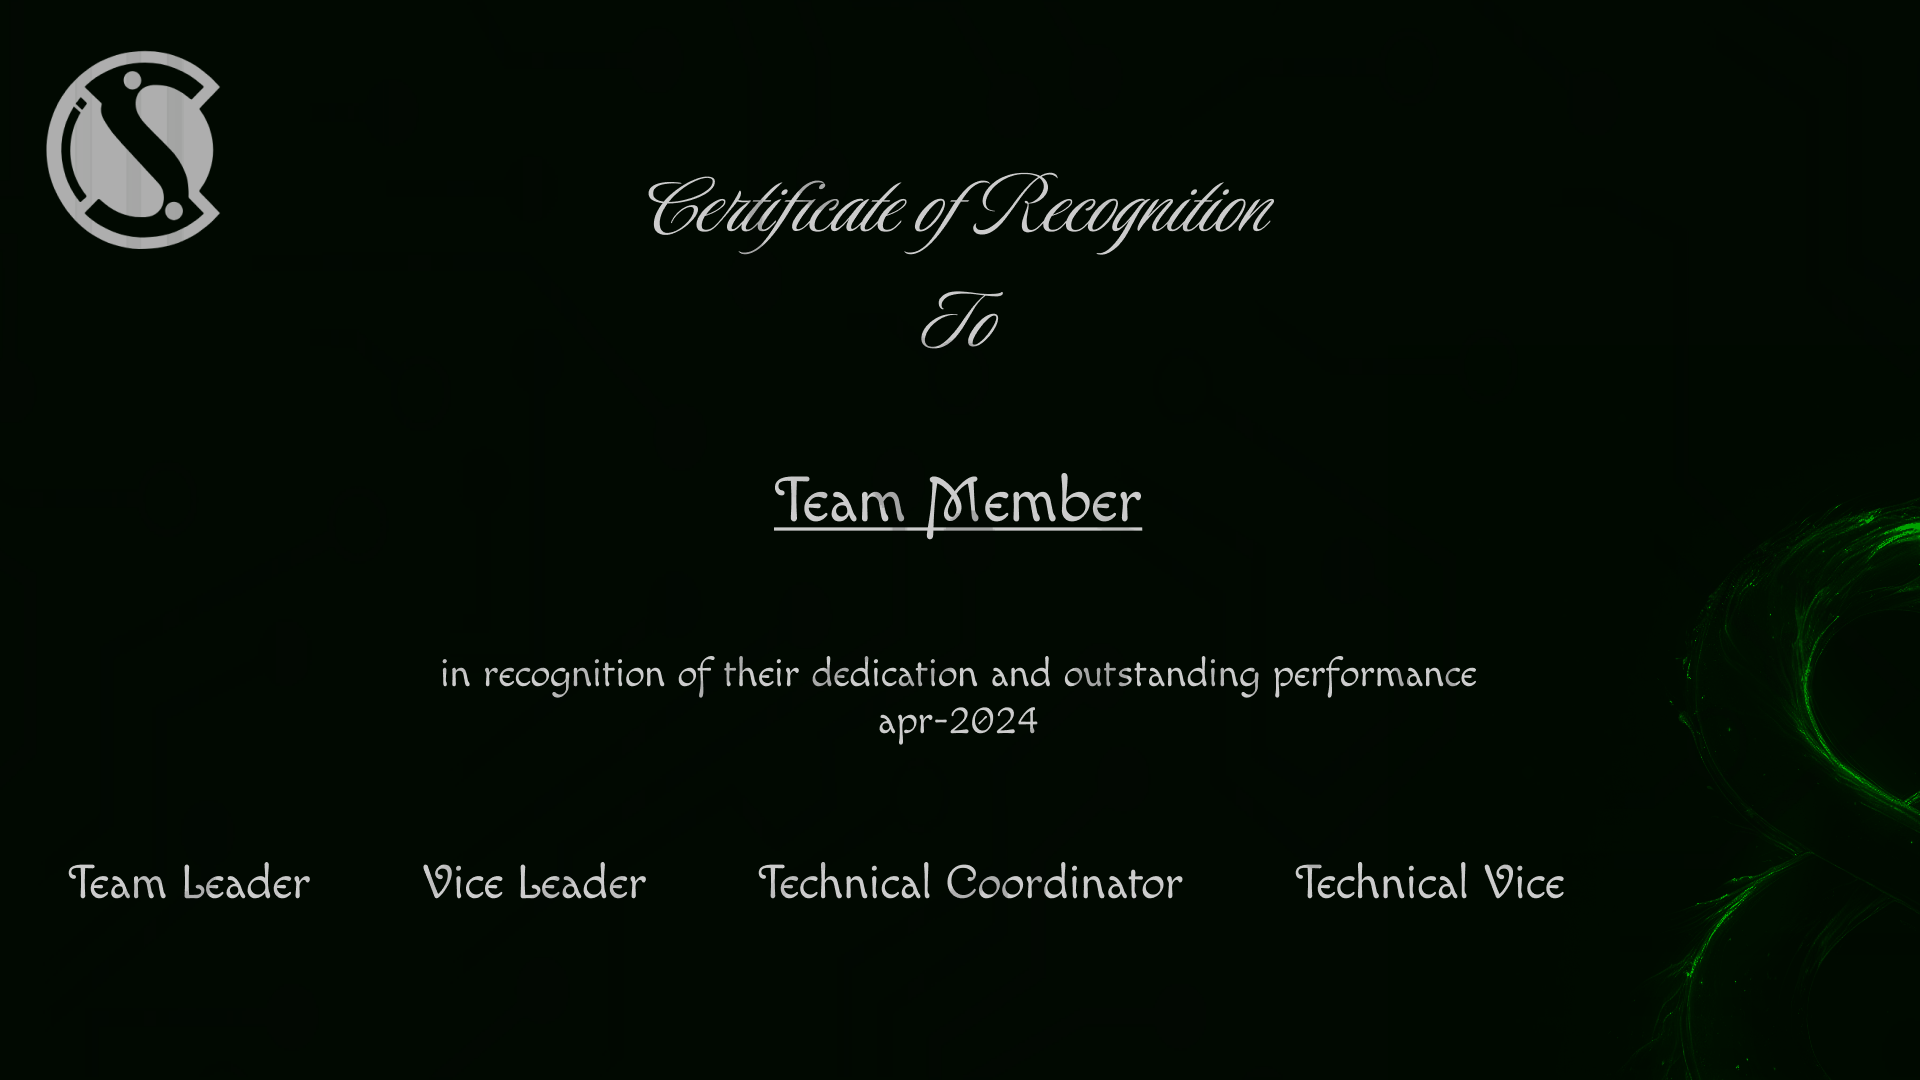 Certificate of Recognition
To
Team Member
in recognition of their dedication and outstanding performance
apr-2024
Team Leader Vice Leader Technical Coordinator Technical Vice